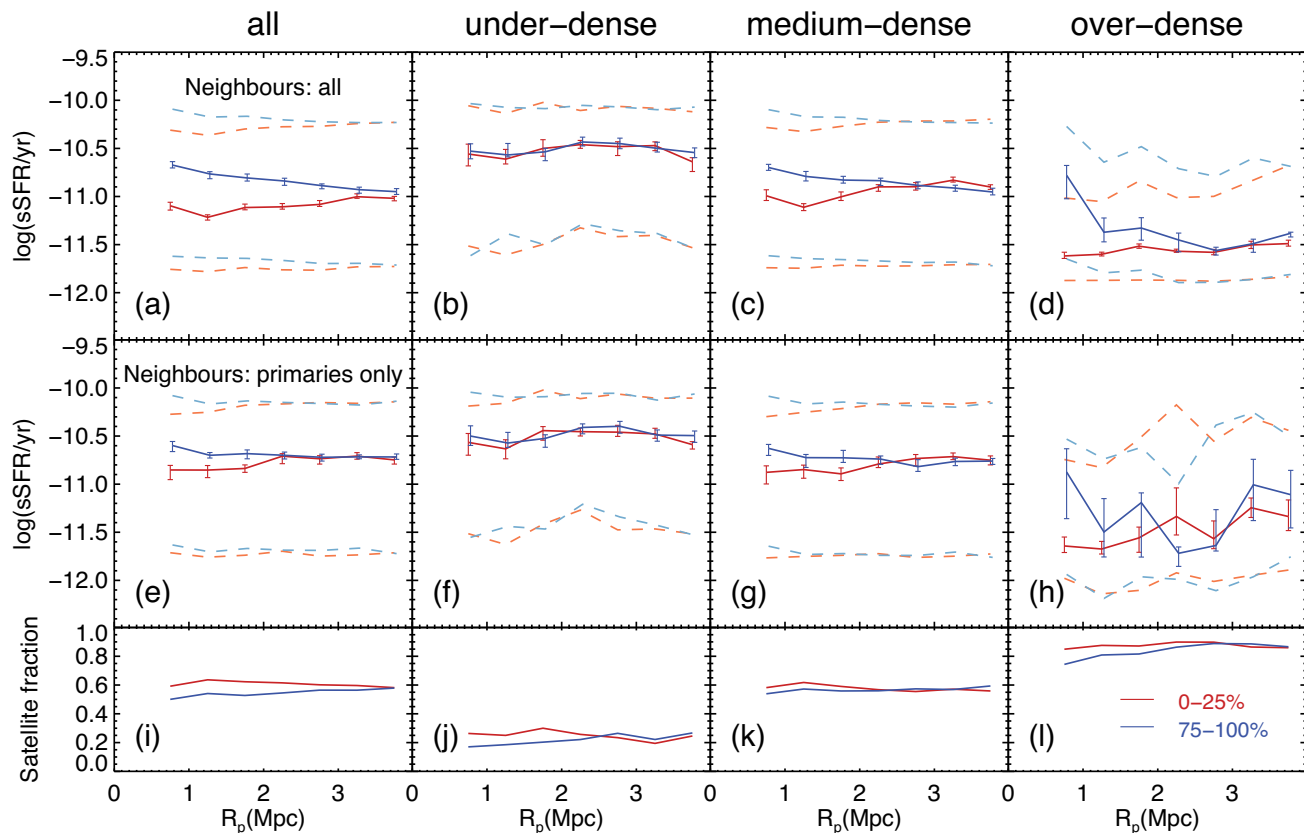 all under−dense medium−dense over−dense
−9.5
Neighbours: all
−10.0
−10.5
−11.0
−11.5
−12.0
log(sSFR/yr)
(a) (b) (c) (d)
−9.5
Neighbours: primaries only
−10.0
−10.5
−11.0
−11.5
−12.0
log(sSFR/yr)
(e) (f) (g) (h)
1.0
0.8
0.6
0.4
0.2
0.0
Satellite fraction
(i) (j) (k) (l)
0−25%
75−100%
0 1 2 3 0 1 2 3 0 1 2 3 0 1 2 3 4
R_p(Mpc) R_p(Mpc) R_p(Mpc) R_p(Mpc)